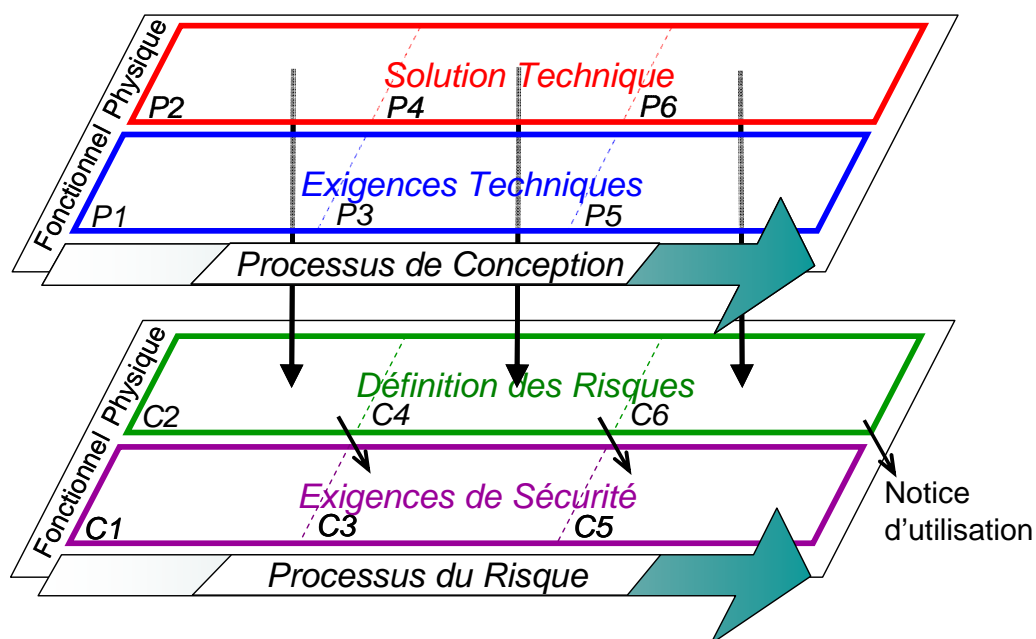 Physique
Solution Technique
P2
P4
P6
Fonctionnel
Exigences Techniques
P1
P3
P5
Processus de Conception
Physique
Définition des Risques
C2
C4
C6
Fonctionnel
Exigences de Sécurité
C1
C3
C5
Notice
d'utilisation
Processus du Risque